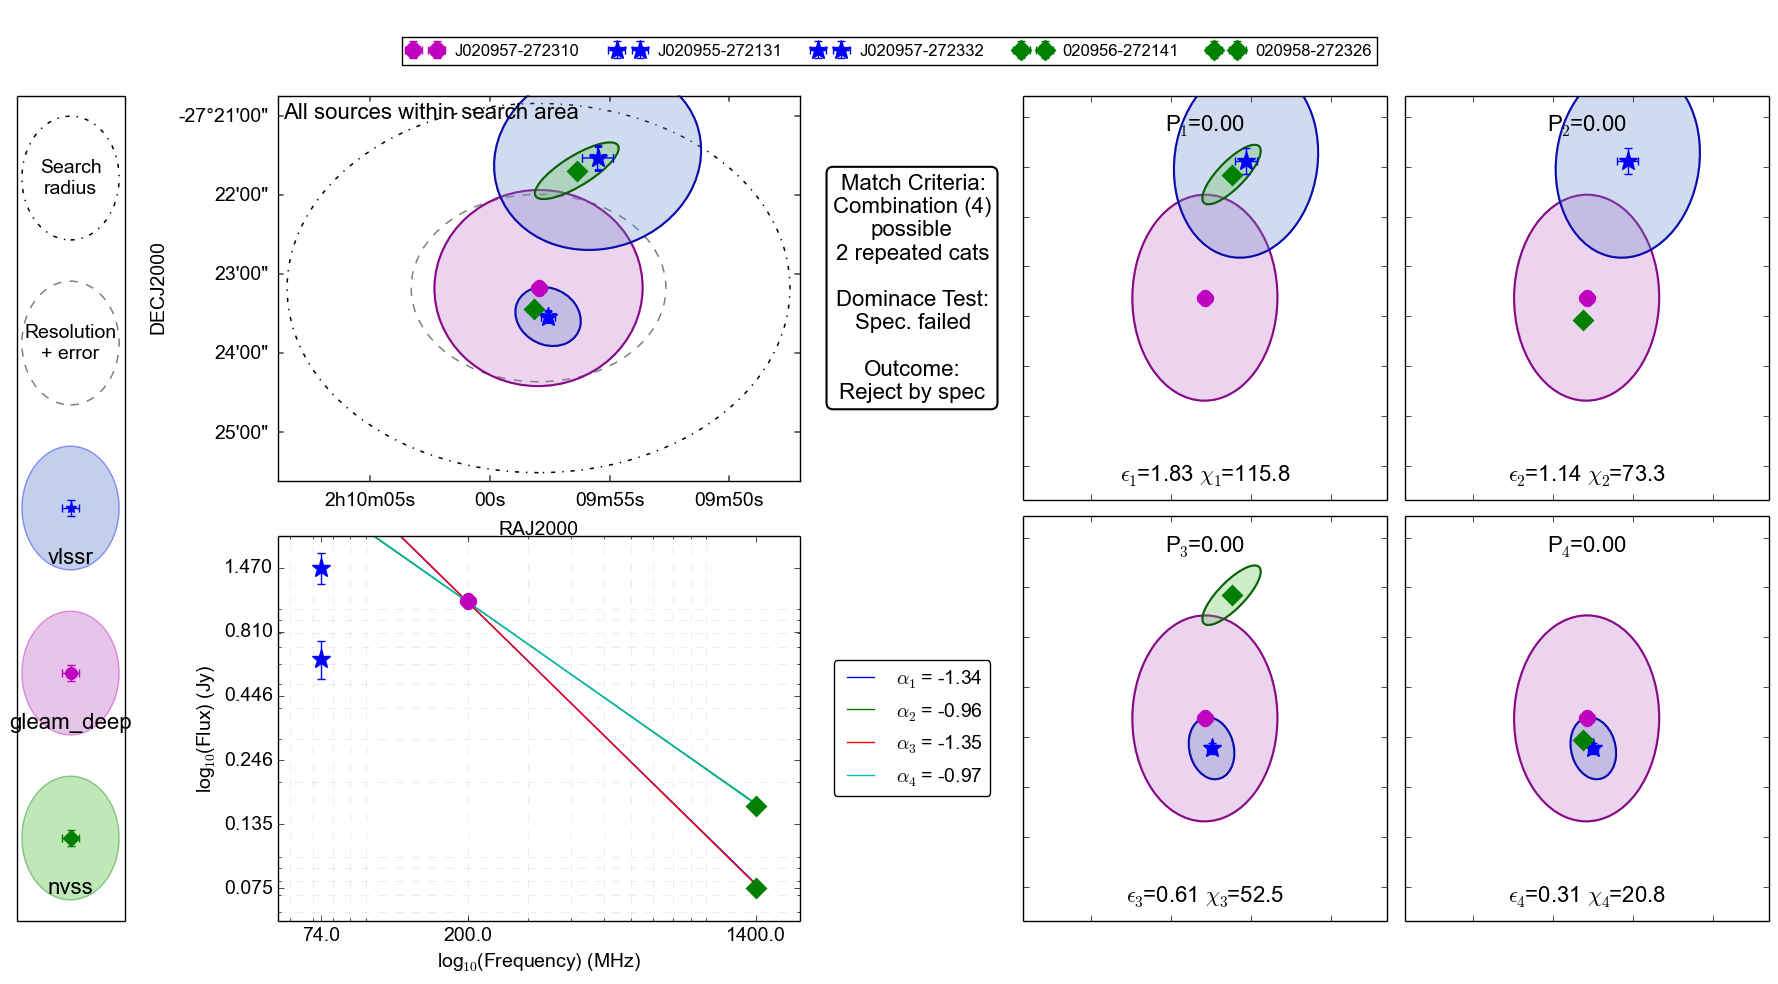 J020957-272310 J020955-272131 J020957-272332 020956-272141 020958-272326
Search
radius
Resolution
+ error
vlssr
gleam_deep
nvss
All sources within search area
-27°21'00"
22'00"
23'00"
24'00"
25'00"
DECJ2000
2h10m05s 00s 09m55s 09m50s
RAJ2000
Match Criteria:
Combination (4)
possible
2 repeated cats
Dominace Test:
Spec. failed
Outcome:
Reject by spec
P₁=0.00
ϵ₁=1.83 χ₁=115.8
P₂=0.00
ϵ₂=1.14 χ₂=73.3
1.470
0.810
0.446
0.246
0.135
0.075
log₁₀(Flux) (Jy)
74.0 200.0 1400.0
log₁₀(Frequency) (MHz)
α₁ = -1.34
α₂ = -0.96
α₃ = -1.35
α₄ = -0.97
P₃=0.00
ϵ₃=0.61 χ₃=52.5
P₄=0.00
ϵ₄=0.31 χ₄=20.8